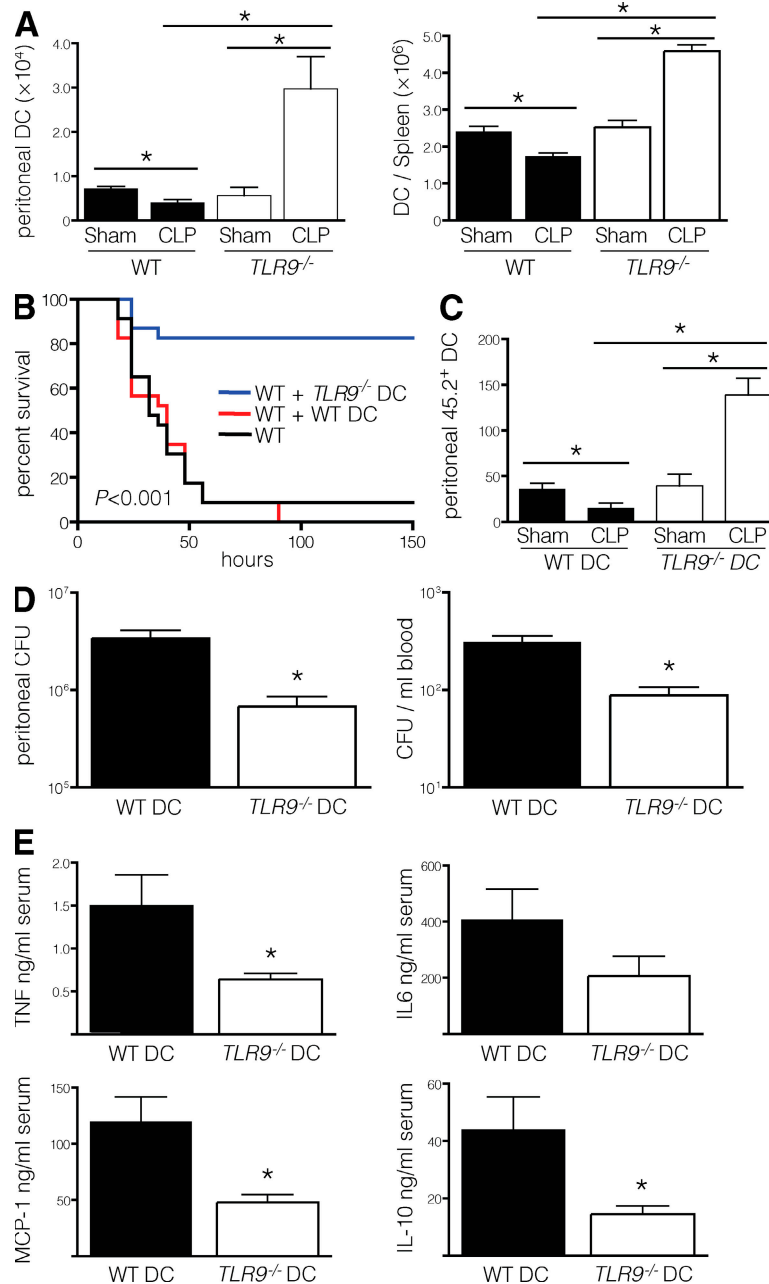 A
peritoneal DC (×10⁴)
4.0
3.0
2.0
1.0
0
*
*
*
Sham CLP Sham CLP
WT TLR9-/-
DC / Spleen (×10⁶)
5.0
4.0
3.0
2.0
1.0
0
*
*
*
Sham CLP Sham CLP
WT TLR9-/-
B
percent survival
100
80
60
40
20
0
WT + TLR9-/- DC
WT + WT DC
WT
P<0.001
0 50 100 150
hours
C
peritoneal 45.2+ DC
200
150
100
50
0
*
*
*
Sham CLP Sham CLP
WT DC TLR9-/- DC
D
peritoneal CFU
10⁷
10⁶
10⁵
*
WT DC TLR9-/- DC
CFU / ml blood
10³
10²
10¹
*
WT DC TLR9-/- DC
E
TNF ng/ml serum
2.0
1.5
1.0
0.5
*
WT DC TLR9-/- DC
IL6 ng/ml serum
600
400
200
WT DC TLR9-/- DC
MCP-1 ng/ml serum
150
100
50
*
WT DC TLR9-/- DC
IL-10 ng/ml serum
60
40
20
*
WT DC TLR9-/- DC